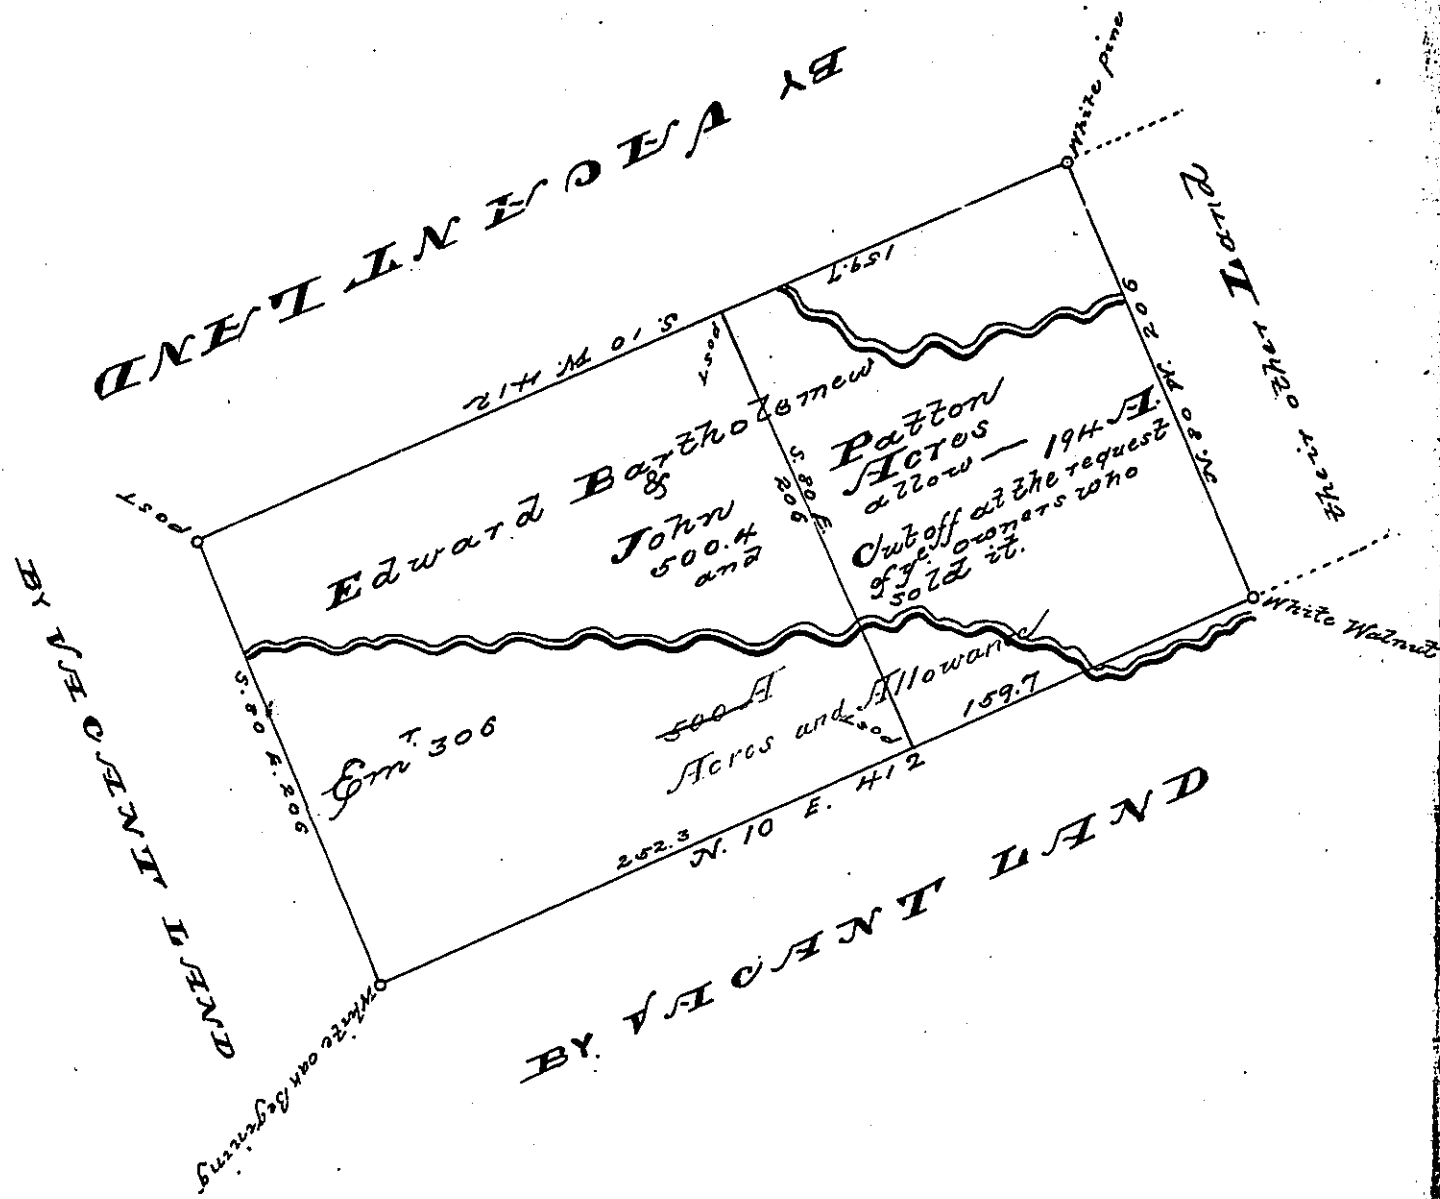 BY VACANT LAND
White pine
their other Land
159.7
S. 10 W. 412
post
N. 80 W. 206
post
Edward Bartholomew
&
John Patton
500.4 Acres
and allow — 194 A.
S. 80 E.
206
Cut off at the request
of ye. owners who
sold it.
BY VACANT LAND
S. 80 E. 206
Emr. 306
500 A
Acres and Allowance
post
159.7
White Walnut
252.3
N. 10 E. 412
White oak Begining
BY VACANT LAND